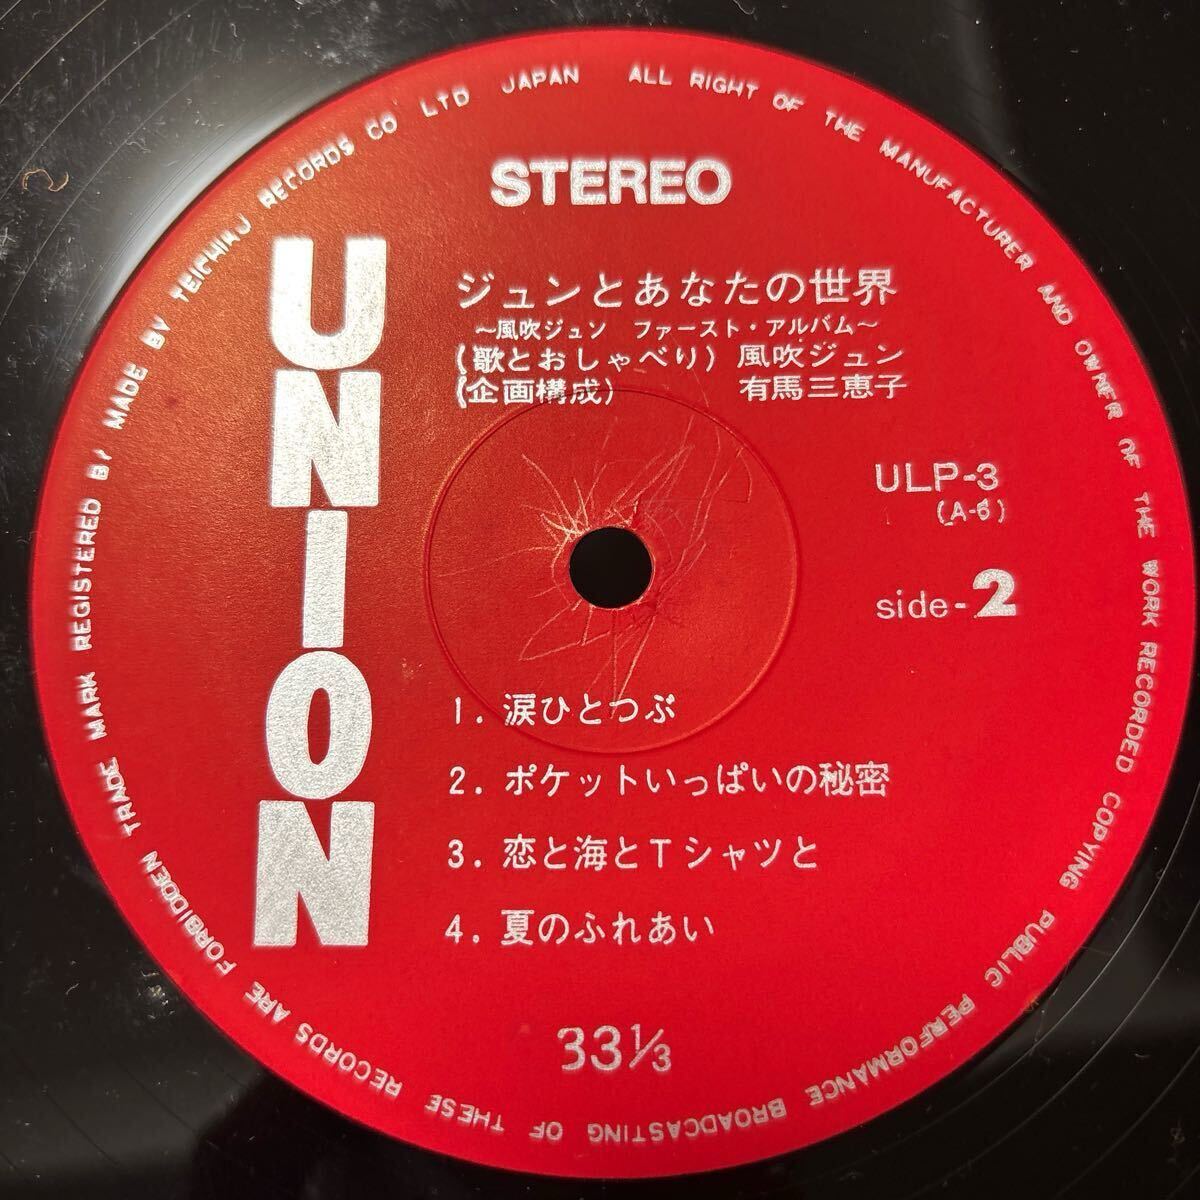 STEREO
UNION
ジュンとあなたの世界
～風吹ジュン ファースト・アルバム～
(歌とおしゃべり) 風吹ジュン
(企画構成) 有馬三恵子
ULP-3
(A-6)
side-2
1. 涙ひとつぶ
2. ポケットいっぱいの秘密
3. 恋と海とTシャツと
4. 夏のふれあい
33⅓
TRADE MARK REGISTERED BY MADE BY TEICHIKU RECORDS CO LTD JAPAN ALL RIGHT OF THE MANUFACTURER AND OWNER OF THE WORK RECORDED COPYING PUBLIC PERFORMANCE BROADCASTING OF THESE RECORDS ARE FORBIDDEN